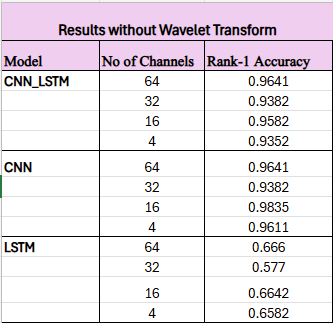 Results without Wavelet Transform
Model No of Channels Rank-1 Accuracy
CNN_LSTM 64 0.9641
32 0.9382
16 0.9582
4 0.9352
CNN 64 0.9641
32 0.9382
16 0.9835
4 0.9611
LSTM 64 0.666
32 0.577
16 0.6642
4 0.6582